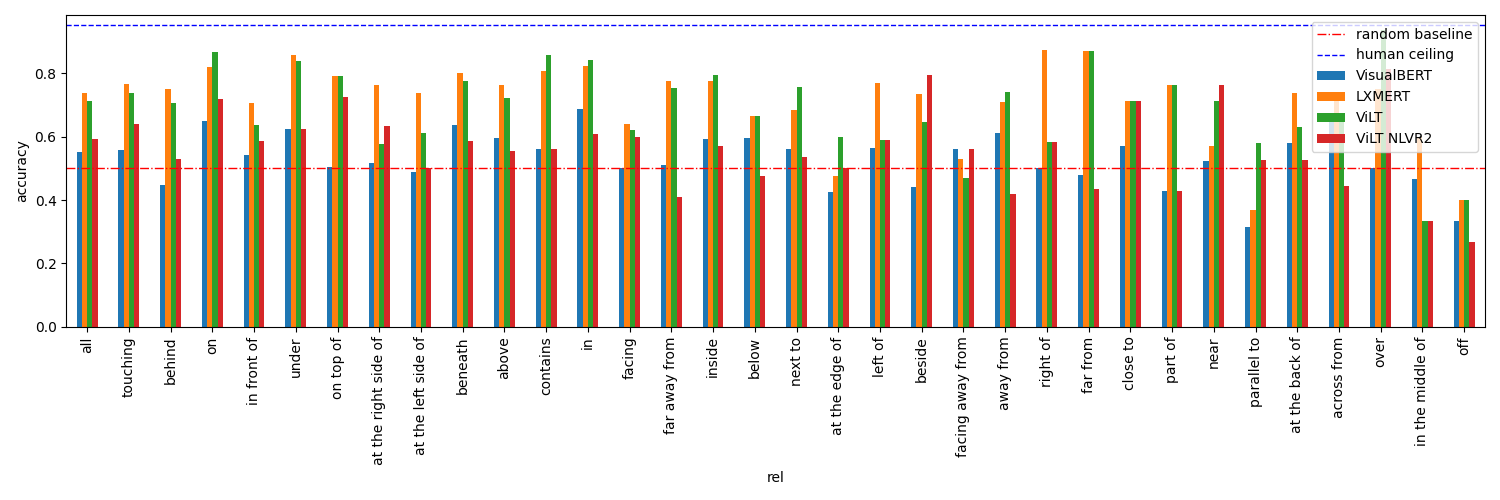 accuracy
0.8
0.6
0.4
0.2
0.0
random baseline
human ceiling
VisualBERT
LXMERT
ViLT
ViLT NLVR2
all
touching
behind
on
in front of
under
on top of
at the right side of
at the left side of
beneath
above
contains
in
facing
far away from
inside
below
next to
at the edge of
left of
beside
facing away from
away from
right of
far from
close to
part of
near
parallel to
at the back of
across from
over
in the middle of
off
rel